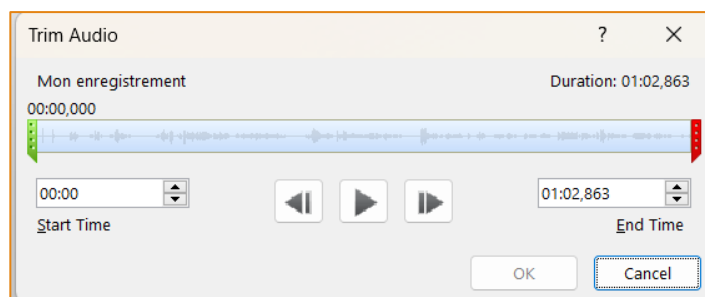 Trim Audio ?
Mon enregistrement Duration: 01:02,863
00:00,000
00:00 01:02,863
Start Time End Time
OK Cancel